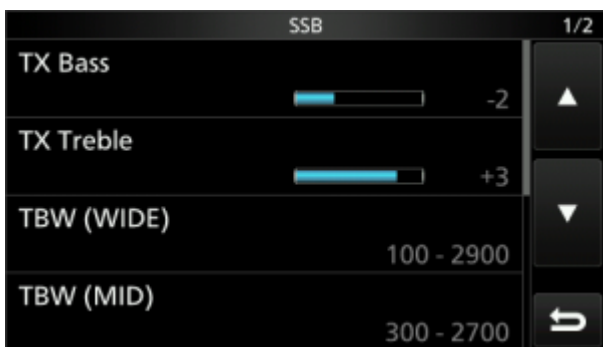 SSB 1/2
TX Bass
-2
TX Treble
+3
TBW (WIDE)
100 - 2900
TBW (MID)
300 - 2700